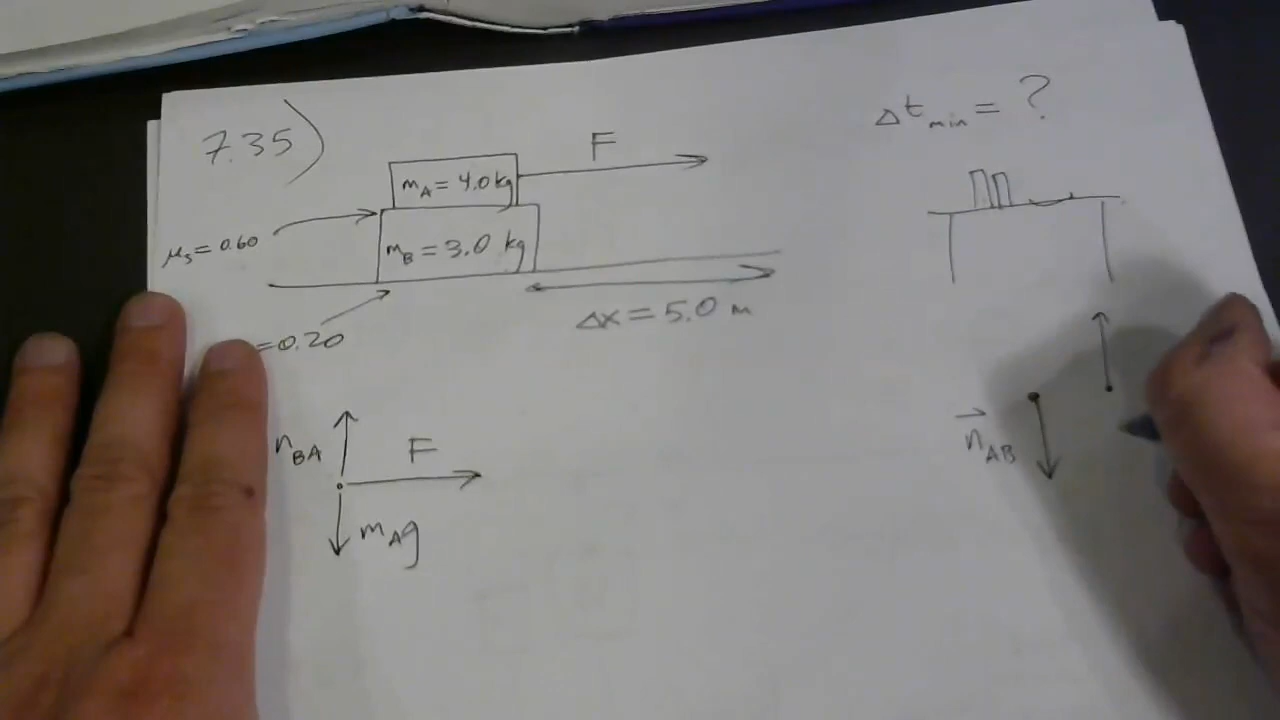 7.35)
Δt_min = ?
F
m_A = 4.0 kg
μ_s = 0.60
m_B = 3.0 kg
Δx = 5.0 m
=0.20
n_BA
F
m_A g
n⃗_AB